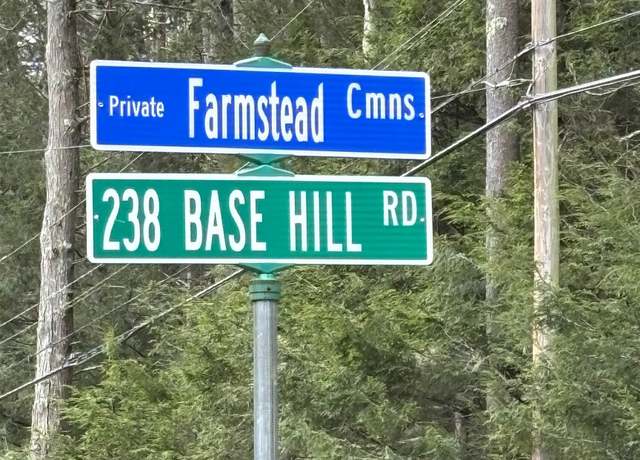 Private Farmstead Cmns.
238 BASE HILL RD.